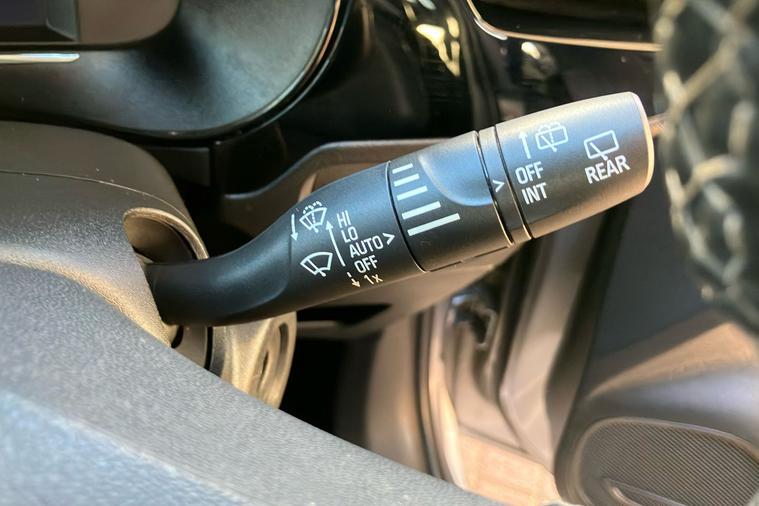 HI
LO
AUTO >
OFF
1x
>
OFF
INT
REAR